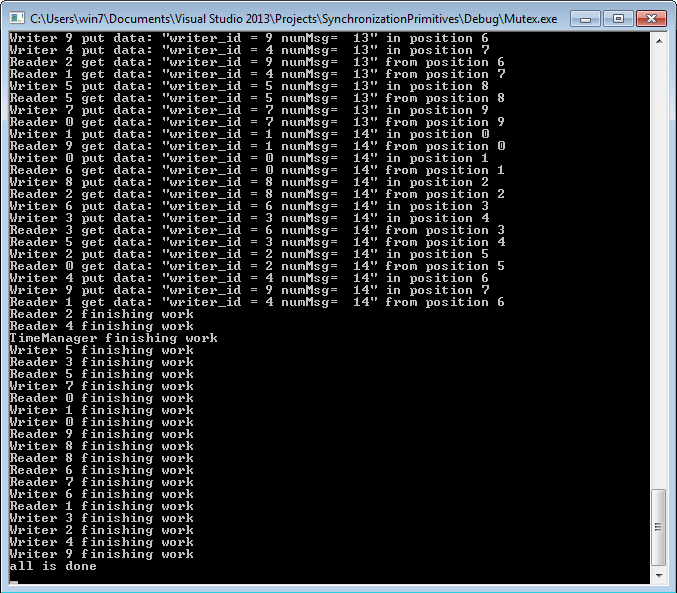 C:\Users\win7\Documents\Visual Studio 2013\Projects\SynchronizationPrimitives\Debug\Mutex.exe
Writer 9 put data: "writer_id = 9 numMsg=  13" in position 6
Writer 4 put data: "writer_id = 4 numMsg=  13" in position 7
Reader 2 get data: "writer_id = 9 numMsg=  13" from position 6
Reader 1 get data: "writer_id = 4 numMsg=  13" from position 7
Writer 5 put data: "writer_id = 5 numMsg=  13" in position 8
Reader 5 get data: "writer_id = 5 numMsg=  13" from position 8
Writer 7 put data: "writer_id = 7 numMsg=  13" in position 9
Reader 0 get data: "writer_id = 7 numMsg=  13" from position 9
Writer 1 put data: "writer_id = 1 numMsg=  14" in position 0
Reader 9 get data: "writer_id = 1 numMsg=  14" from position 0
Writer 0 put data: "writer_id = 0 numMsg=  14" in position 1
Reader 6 get data: "writer_id = 0 numMsg=  14" from position 1
Writer 8 put data: "writer_id = 8 numMsg=  14" in position 2
Reader 2 get data: "writer_id = 8 numMsg=  14" from position 2
Writer 6 put data: "writer_id = 6 numMsg=  14" in position 3
Writer 3 put data: "writer_id = 3 numMsg=  14" in position 4
Reader 3 get data: "writer_id = 6 numMsg=  14" from position 3
Reader 5 get data: "writer_id = 3 numMsg=  14" from position 4
Writer 2 put data: "writer_id = 2 numMsg=  14" in position 5
Reader 0 get data: "writer_id = 2 numMsg=  14" from position 5
Writer 4 put data: "writer_id = 4 numMsg=  14" in position 6
Writer 9 put data: "writer_id = 9 numMsg=  14" in position 7
Reader 1 get data: "writer_id = 4 numMsg=  14" from position 6
Reader 2 finishing work
Reader 4 finishing work
TimeManager finishing work
Writer 5 finishing work
Reader 3 finishing work
Reader 5 finishing work
Writer 7 finishing work
Reader 0 finishing work
Writer 1 finishing work
Writer 0 finishing work
Reader 9 finishing work
Writer 8 finishing work
Reader 8 finishing work
Reader 6 finishing work
Reader 7 finishing work
Writer 6 finishing work
Reader 1 finishing work
Writer 3 finishing work
Writer 2 finishing work
Writer 4 finishing work
Writer 9 finishing work
all is done